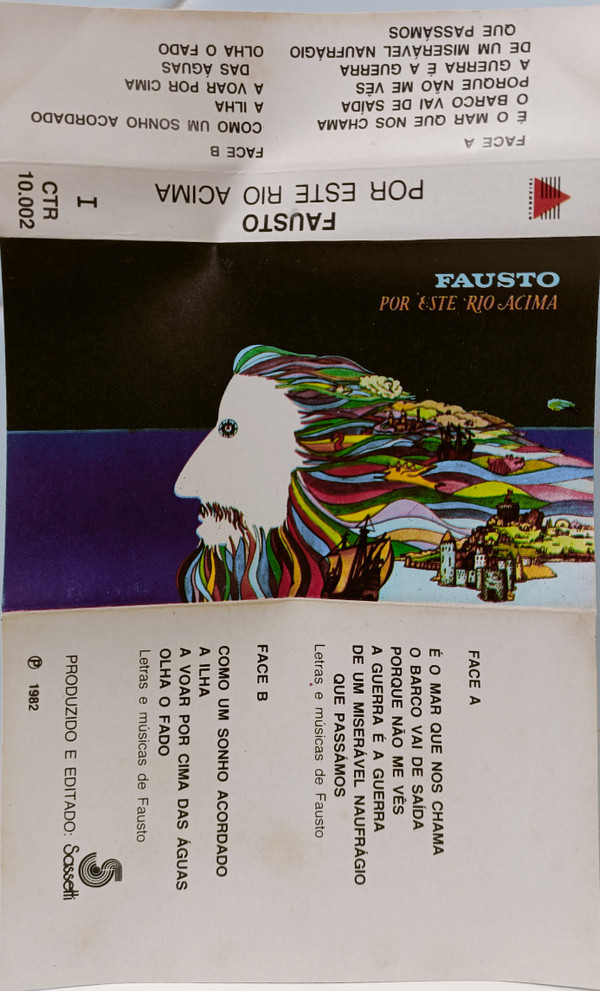 FACE A
É O MAR QUE NOS CHAMA
O BARCO VAI DE SAÍDA
PORQUE NÃO ME VÊS
A GUERRA É A GUERRA
DE UM MISERÁVEL NAUFRÁGIO
QUE PASSÁMOS
FACE B
COMO UM SONHO ACORDADO
A ILHA
A VOAR POR CIMA
DAS ÁGUAS
OLHA O FADO
TRIÂNGULO
FAUSTO
POR ESTE RIO ACIMA
I
CTR
10.002
FAUSTO
POR ESTE RIO ACIMA
FACE A
É O MAR QUE NOS CHAMA
O BARCO VAI DE SAÍDA
PORQUE NÃO ME VÊS
A GUERRA É A GUERRA
DE UM MISERÁVEL NAUFRÁGIO
QUE PASSÁMOS
Letras e músicas de Fausto
FACE B
COMO UM SONHO ACORDADO
A ILHA
A VOAR POR CIMA DAS ÁGUAS
OLHA O FADO
Letras e músicas de Fausto
PRODUZIDO E EDITADO: Sassetti
℗ 1982